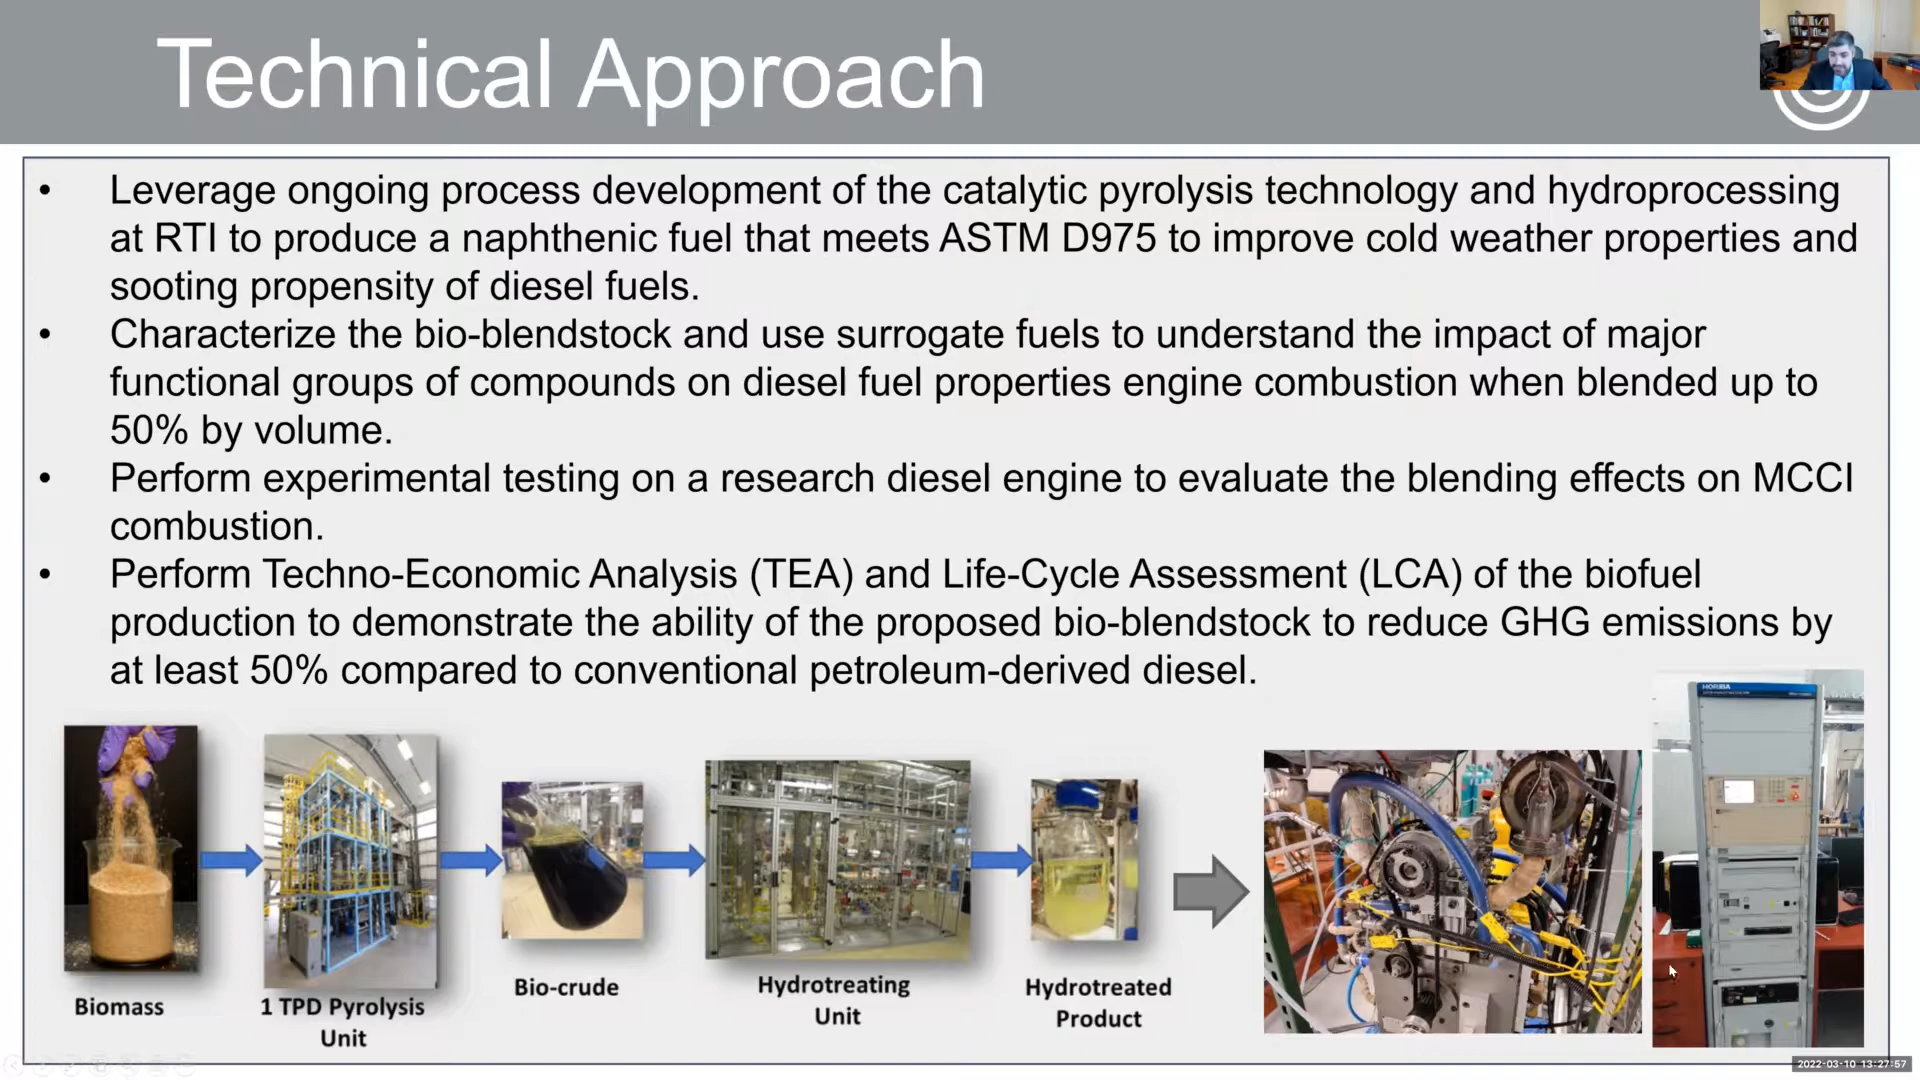 Technical Approach
• Leverage ongoing process development of the catalytic pyrolysis technology and hydroprocessing
at RTI to produce a naphthenic fuel that meets ASTM D975 to improve cold weather properties and
sooting propensity of diesel fuels.
• Characterize the bio-blendstock and use surrogate fuels to understand the impact of major
functional groups of compounds on diesel fuel properties engine combustion when blended up to
50% by volume.
• Perform experimental testing on a research diesel engine to evaluate the blending effects on MCCI
combustion.
• Perform Techno-Economic Analysis (TEA) and Life-Cycle Assessment (LCA) of the biofuel
production to demonstrate the ability of the proposed bio-blendstock to reduce GHG emissions by
at least 50% compared to conventional petroleum-derived diesel.
HORIBA
Biomass
1 TPD Pyrolysis
Unit
Bio-crude
Hydrotreating
Unit
Hydrotreated
Product
2022-03-10 13:27:57